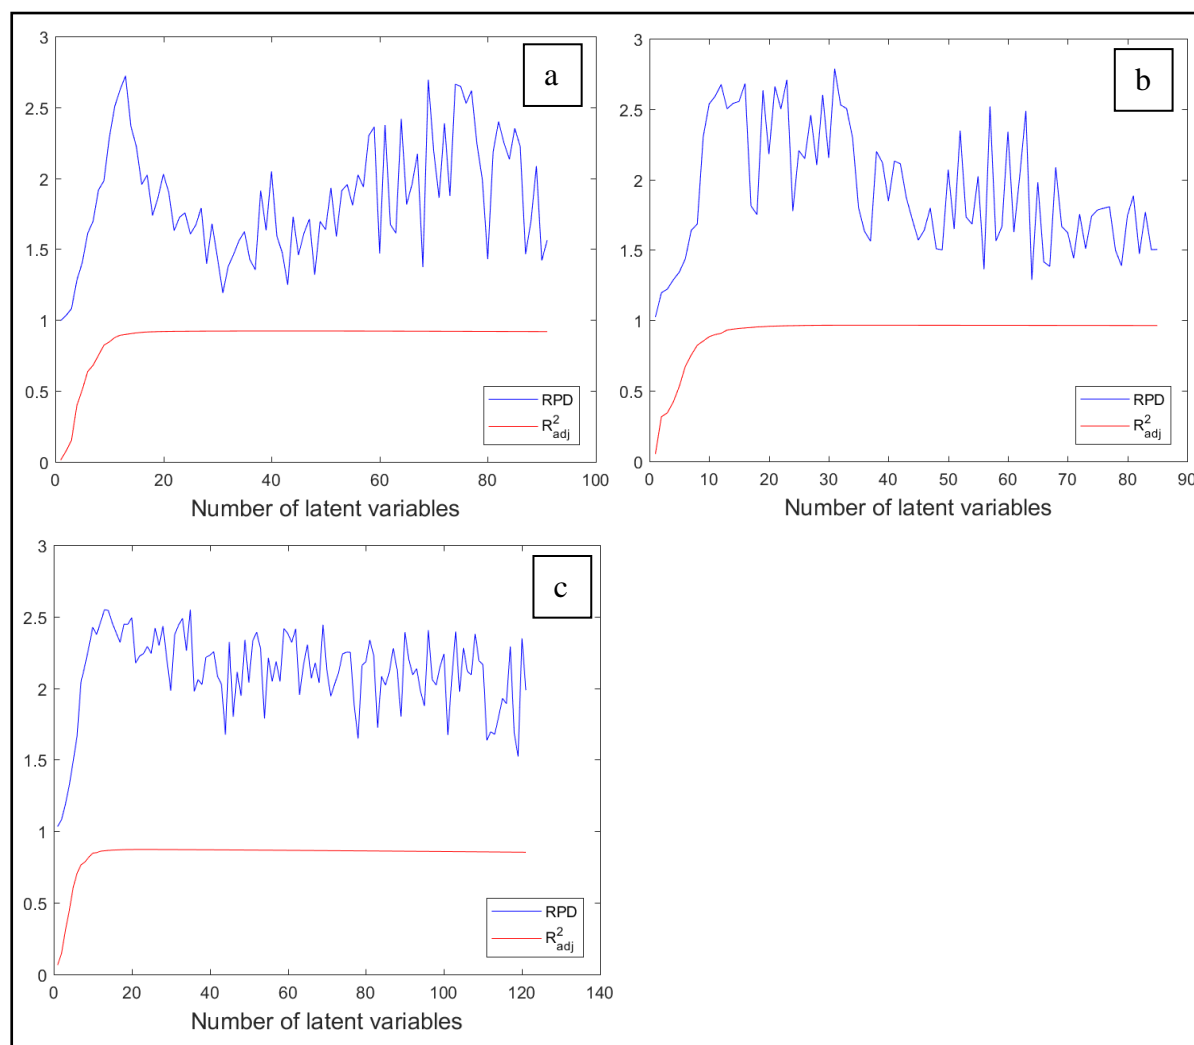 a
3
2.5
2
1.5
1
0.5
0
0 20 40 60 80 100
Number of latent variables
RPD
R²adj
b
3
2.5
2
1.5
1
0.5
0
0 10 20 30 40 50 60 70 80 90
Number of latent variables
RPD
R²adj
c
3
2.5
2
1.5
1
0.5
0
0 20 40 60 80 100 120 140
Number of latent variables
RPD
R²adj